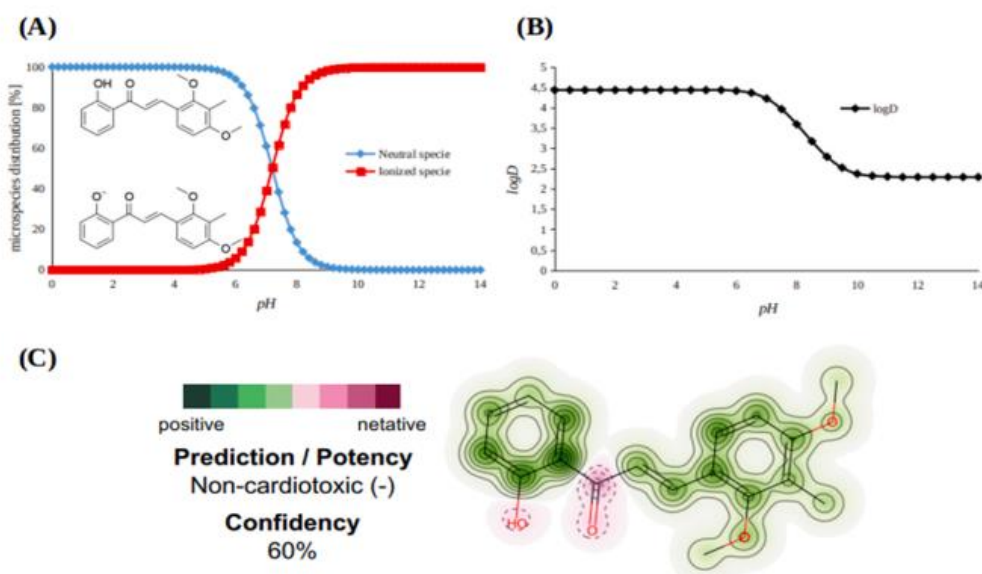 (A)
(B)
100
80
60
40
20
0
microspecies distribution [%]
OH
O
O
O
O⁻
O
O
O
Neutral specie
Ionized specie
0 2 4 6 8 10 12 14
pH
5
4,5
4
3,5
3
2,5
2
1,5
1
0,5
0
logD
logD
0 2 4 6 8 10 12 14
pH
(C)
positive netative
Prediction / Potency
Non-cardiotoxic (-)
Confidency
60%
HO
O
O
O